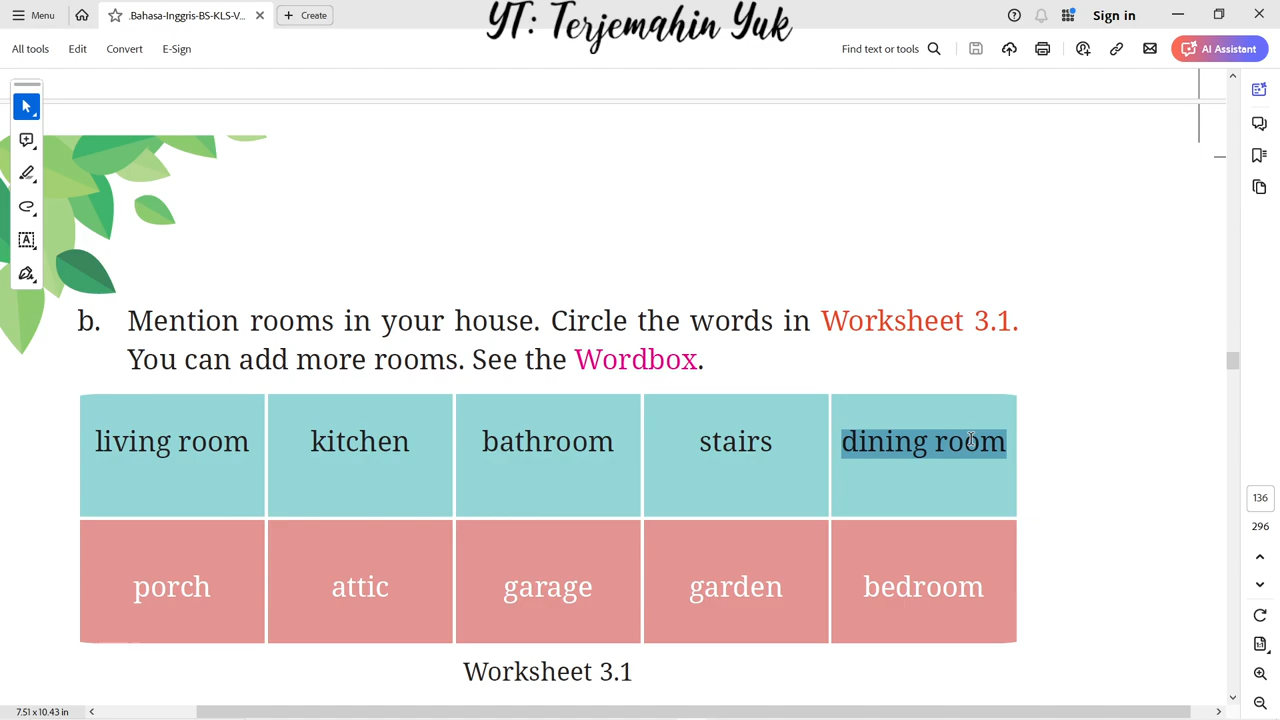 Menu
.Bahasa-Inggris-BS-KLS-V...
Create
YT: Terjemahin Yuk
Sign in
All tools
Edit
Convert
E-Sign
Find text or tools
AI Assistant
b. Mention rooms in your house. Circle the words in Worksheet 3.1.
You can add more rooms. See the Wordbox.
living room kitchen bathroom stairs dining room
porch attic garage garden bedroom
Worksheet 3.1
136
296
7.51 x 10.43 in